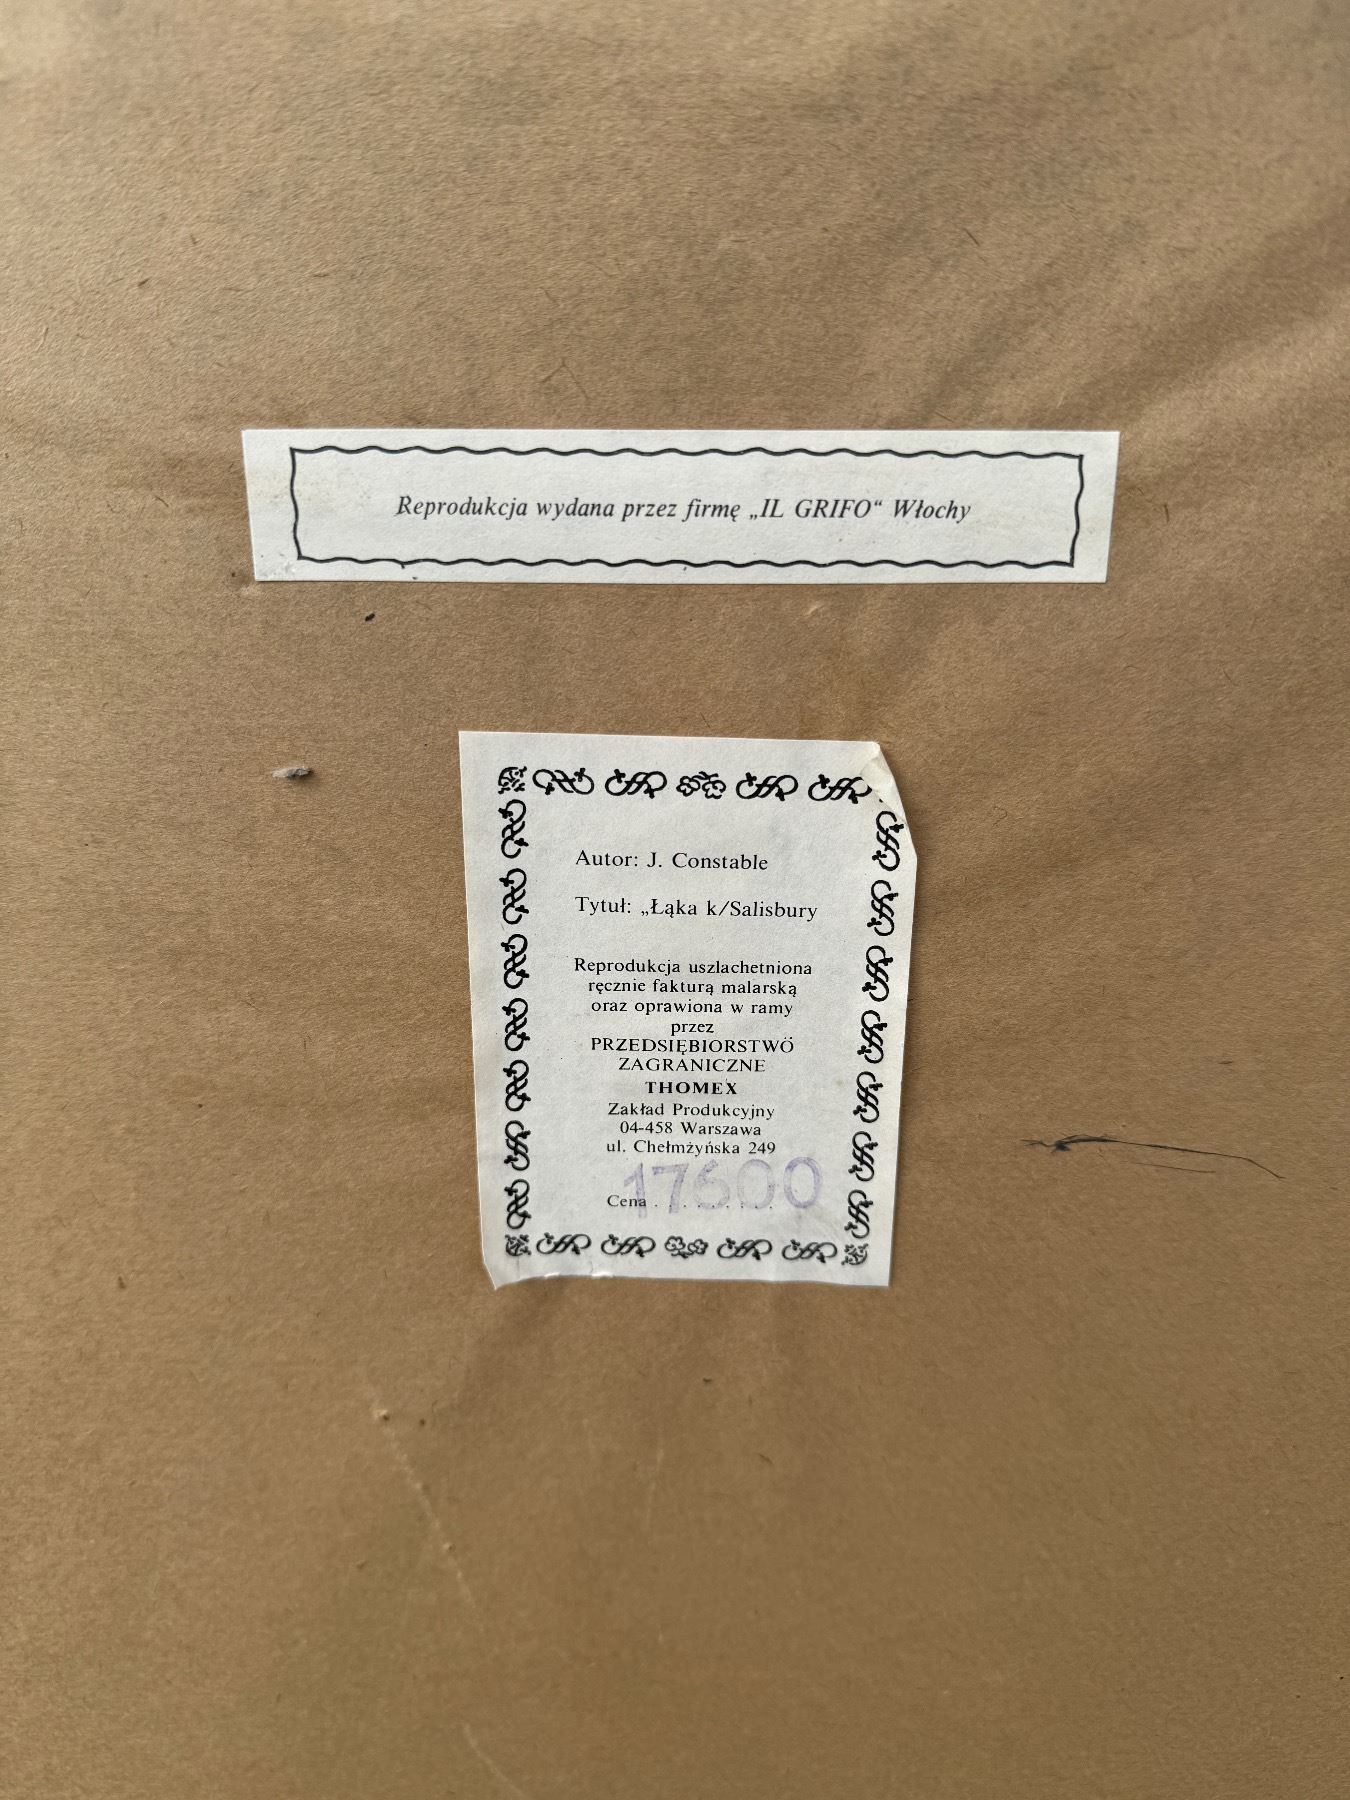 Reprodukcja wydana przez firmę „IL GRIFO“ Włochy
Autor: J. Constable
Tytuł: „Łąka k/Salisbury
Reprodukcja uszlachetniona
ręcznie fakturą malarską
oraz oprawiona w ramy
przez
PRZEDSIĘBIORSTWÓ
ZAGRANICZNE
THOMEX
Zakład Produkcyjny
04-458 Warszawa
ul. Chełmżyńska 249
Cena . . . . . . . . . 17600